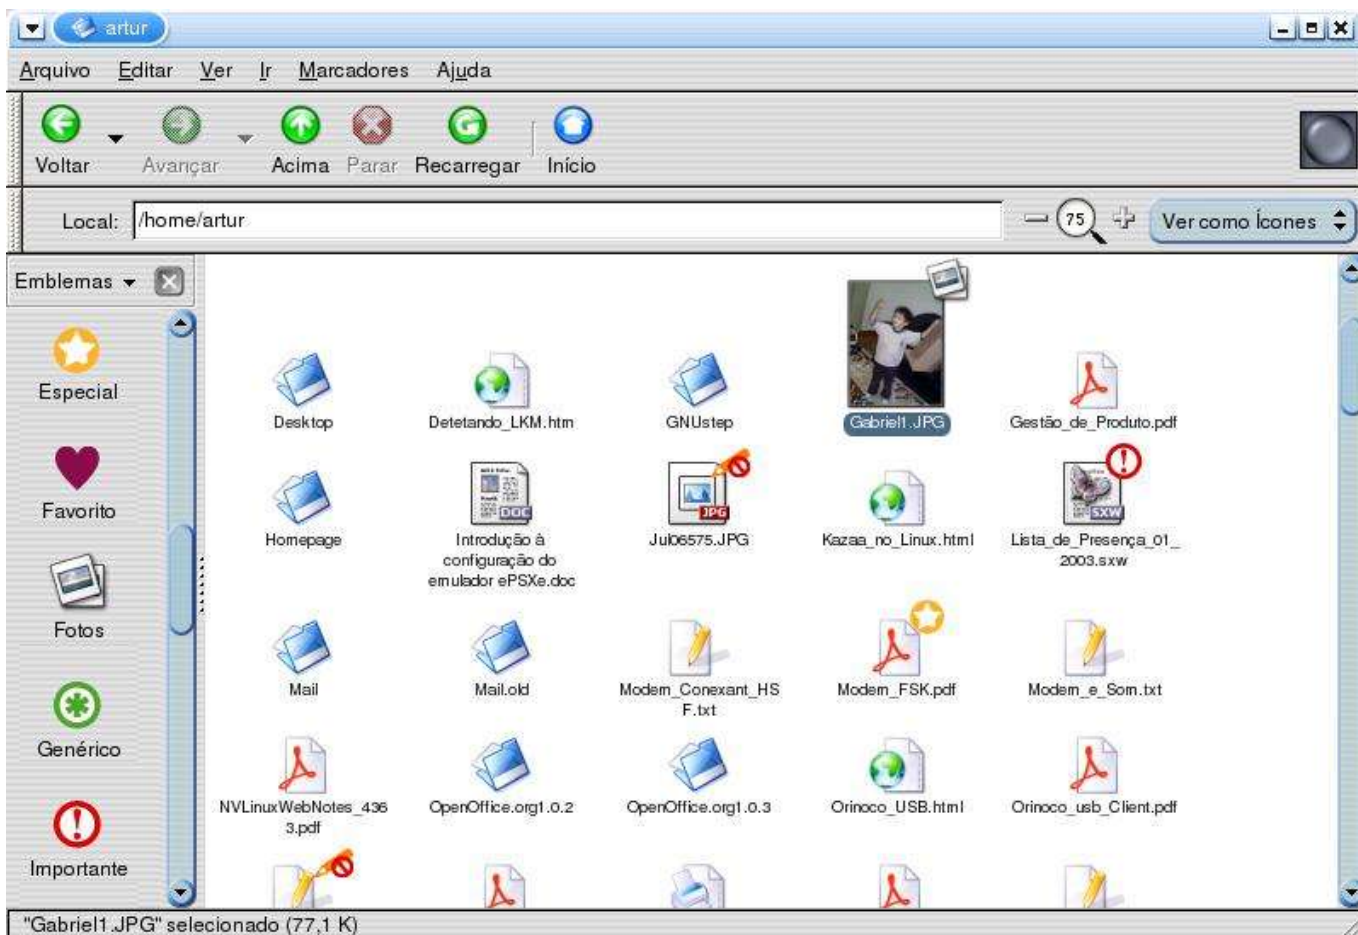 artur
Arquivo Editar Ver Ir Marcadores Ajuda
Voltar Avançar Acima Parar Recarregar Início
Local: /home/artur 75 Ver como Ícones
Emblemas
Especial
Favorito
Fotos
Genérico
Importante
Desktop Detetando_LKM.htm GNUstep Gabriel1.JPG Gestão_de_Produto.pdf
DOC JPG SXW
Homepage Introdução à Jul06575.JPG Kazaa_no_Linux.html Lista_de_Presença_01_
configuração do 2003.sxw
emulador ePSXe.doc
Mail Mail.old Modem_Conexant_HS Modem_FSK.pdf Modem_e_Som.txt
F.txt
NVLinuxWebNotes_436 OpenOffice.org1.0.2 OpenOffice.org1.0.3 Orinoco_USB.html Orinoco_usb_Client.pdf
3.pdf
"Gabriel1.JPG" selecionado (77,1 K)